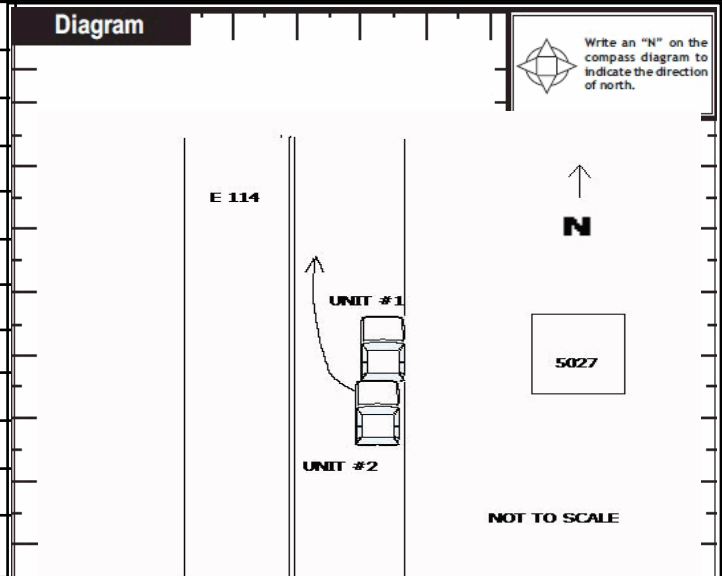 Diagram
Write an “N” on the
compass diagram to
indicate the direction
of north.
E 114
N
UNIT #1
5027
UNIT #2
NOT TO SCALE